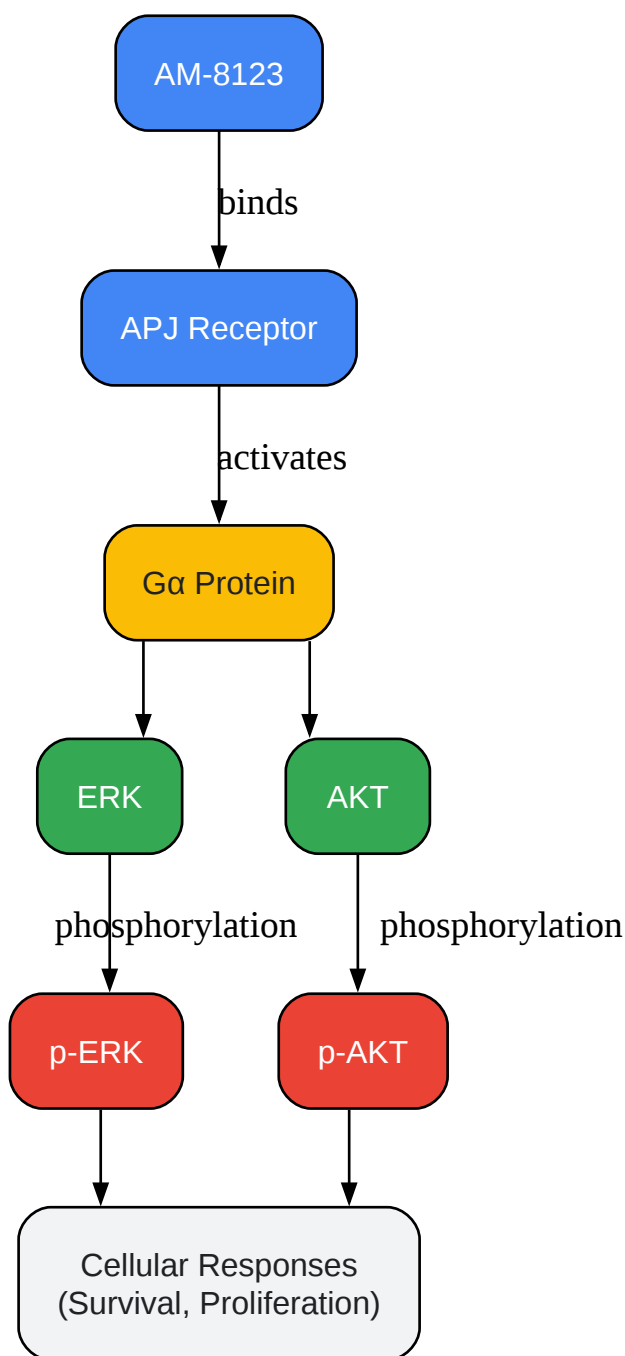 AM-8123
binds
APJ Receptor
activates
Gα Protein
ERK
AKT
phosphorylation
phosphorylation
p-ERK
p-AKT
Cellular Responses
(Survival, Proliferation)